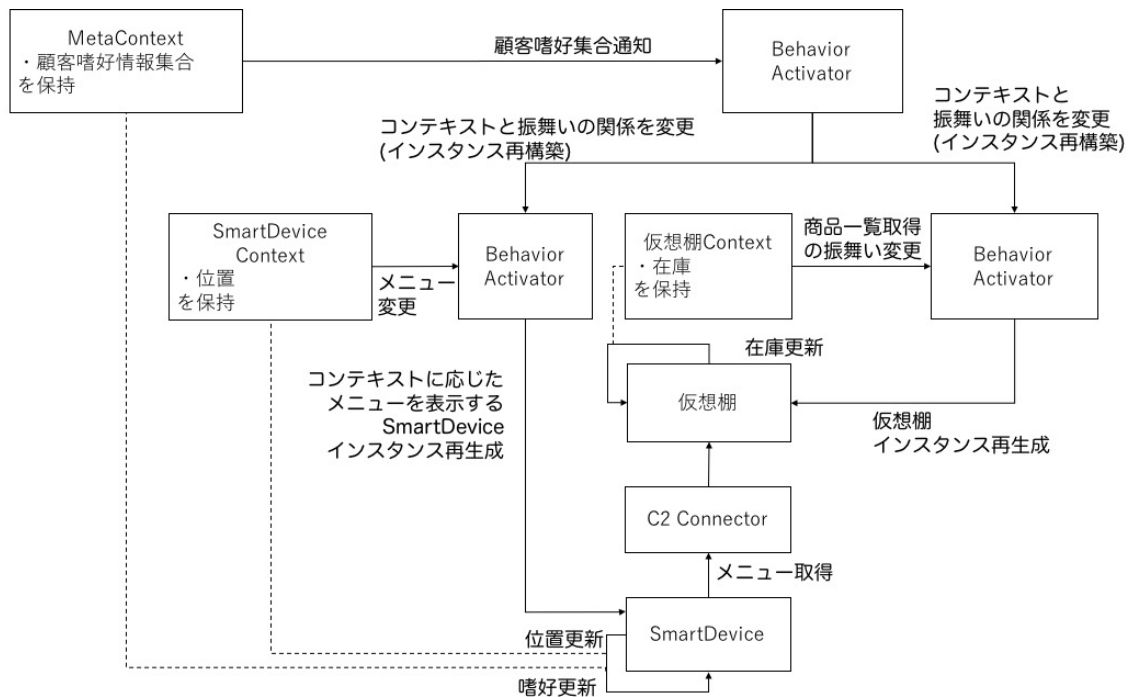 MetaContext
・顧客嗜好情報集合
を保持
顧客嗜好集合通知
Behavior
Activator
コンテキストと振舞いの関係を変更
(インスタンス再構築)
コンテキストと
振舞いの関係を変更
(インスタンス再構築)
SmartDevice
Context
・位置
を保持
メニュー
変更
Behavior
Activator
仮想棚Context
・在庫
を保持
商品一覧取得
の振舞い変更
Behavior
Activator
コンテキストに応じた
メニューを表示する
SmartDevice
インスタンス再生成
在庫更新
仮想棚
仮想棚
インスタンス再生成
C2 Connector
メニュー取得
SmartDevice
位置更新
嗜好更新